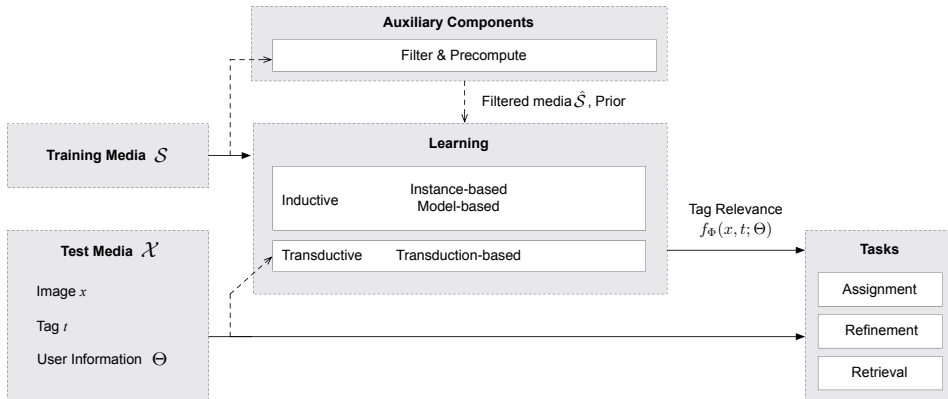 Auxiliary Components
Filter & Precompute
Filtered media Ŝ, Prior
Training Media S
Learning
Inductive
Instance-based
Model-based
Transductive
Transduction-based
Tag Relevance
f_Φ(x, t; Θ)
Test Media X
Image x
Tag t
User Information Θ
Tasks
Assignment
Refinement
Retrieval